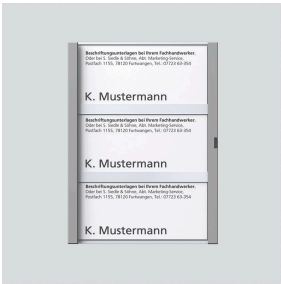 Beschriftungsunterlagen bei Ihrem Fachhandwerker.
Oder bei S. Siedle & Söhne, Abt. Marketing-Service,
Postfach 1155, 78120 Furtwangen, Tel.: 07723 63-354
K. Mustermann
Beschriftungsunterlagen bei Ihrem Fachhandwerker.
Oder bei S. Siedle & Söhne, Abt. Marketing-Service,
Postfach 1155, 78120 Furtwangen, Tel.: 07723 63-354
K. Mustermann
Beschriftungsunterlagen bei Ihrem Fachhandwerker.
Oder bei S. Siedle & Söhne, Abt. Marketing-Service,
Postfach 1155, 78120 Furtwangen, Tel.: 07723 63-354
K. Mustermann